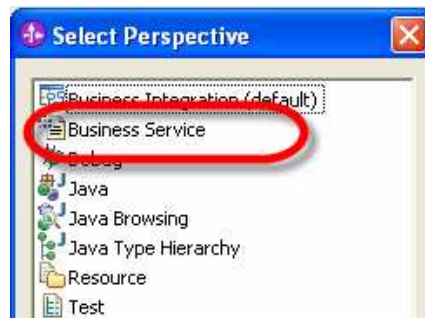 Select Perspective
Business Integration (default)
Business Service
Debug
Java
Java Browsing
Java Type Hierarchy
Resource
Test